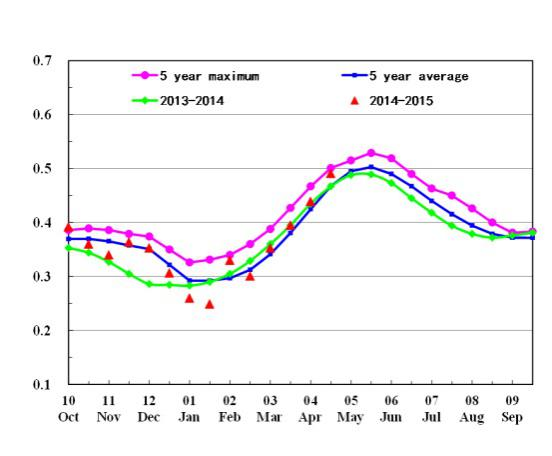 0.7
5 year maximum 5 year average
2013-2014 2014-2015
0.6
0.5
0.4
0.3
0.2
0.1
10 11 12 01 02 03 04 05 06 07 08 09
Oct Nov Dec Jan Feb Mar Apr May Jun Jul Aug Sep